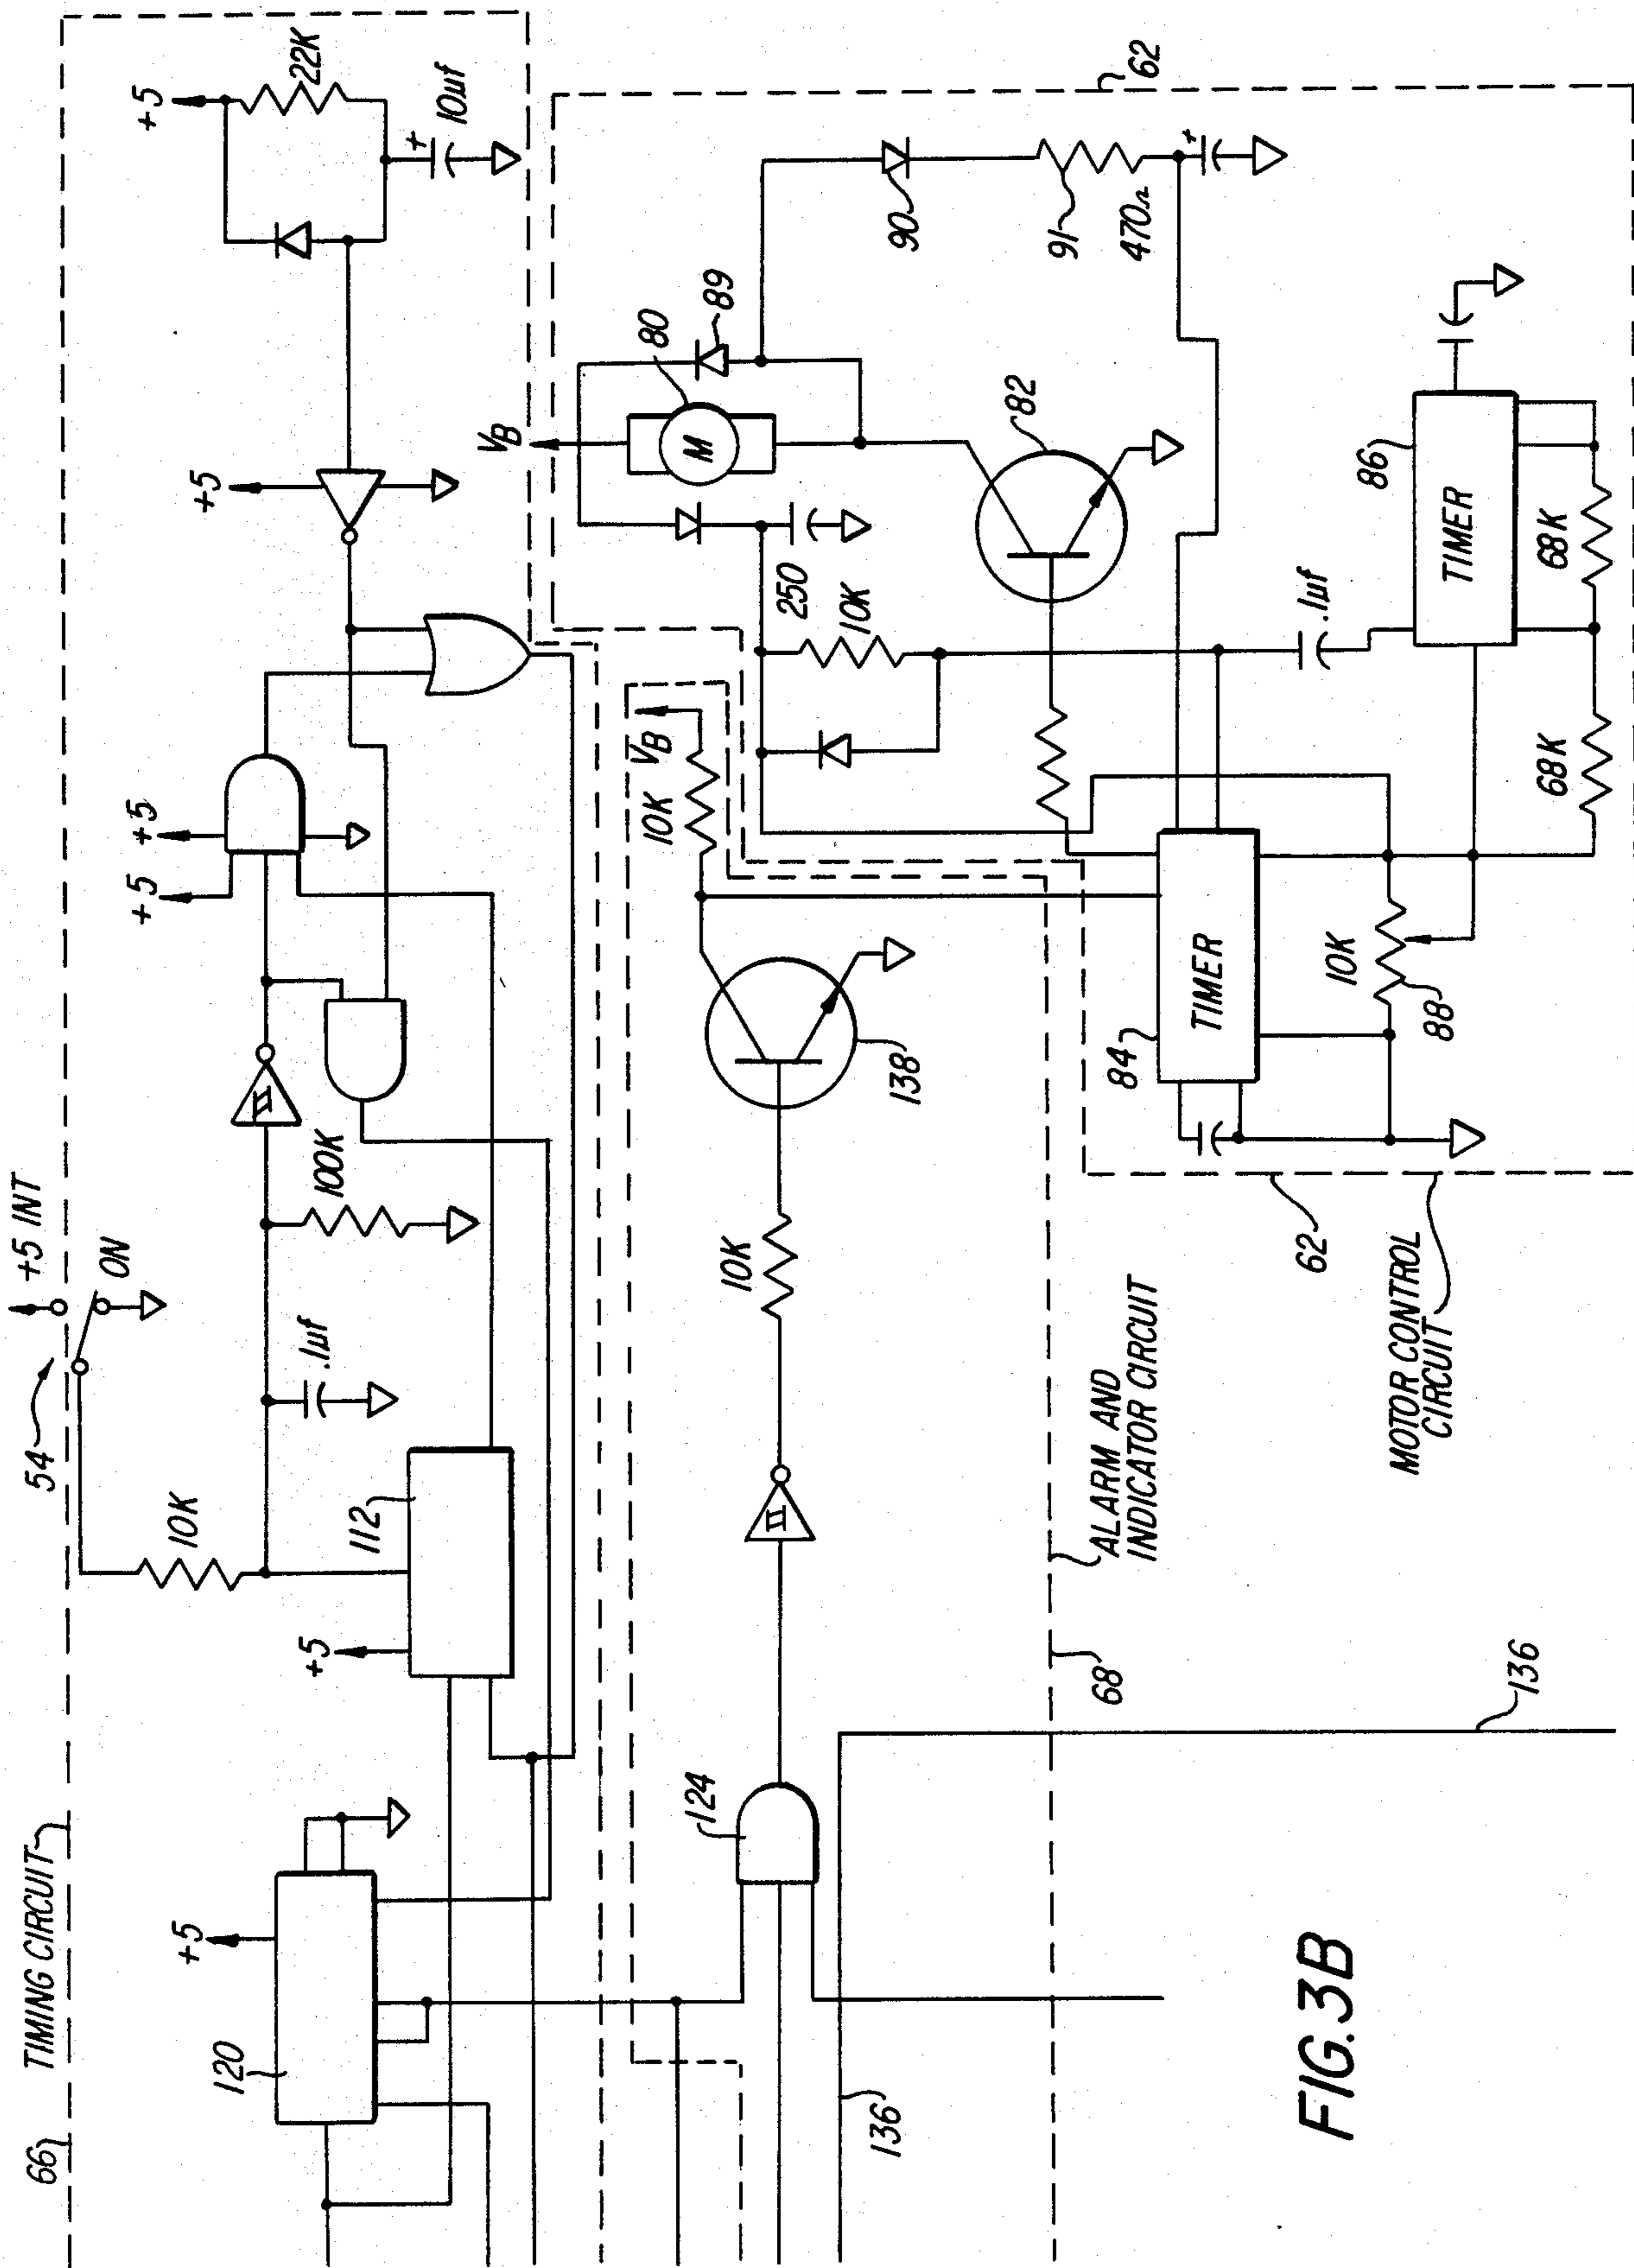 66
TIMING CIRCUIT
54
+5 INT
ON
+5
120
10K
+5
112
.1µf
100K
+5
+5
+5
+5
22K
10µf
124
10K
138
10K
VB
136
68
ALARM AND
INDICATOR CIRCUIT
136
VB
80
M
89
250
10K
82
90
91
470Ω
62
84
TIMER
10K
88
.1µf
86
TIMER
68K
68K
62
MOTOR CONTROL
CIRCUIT
FIG.3B